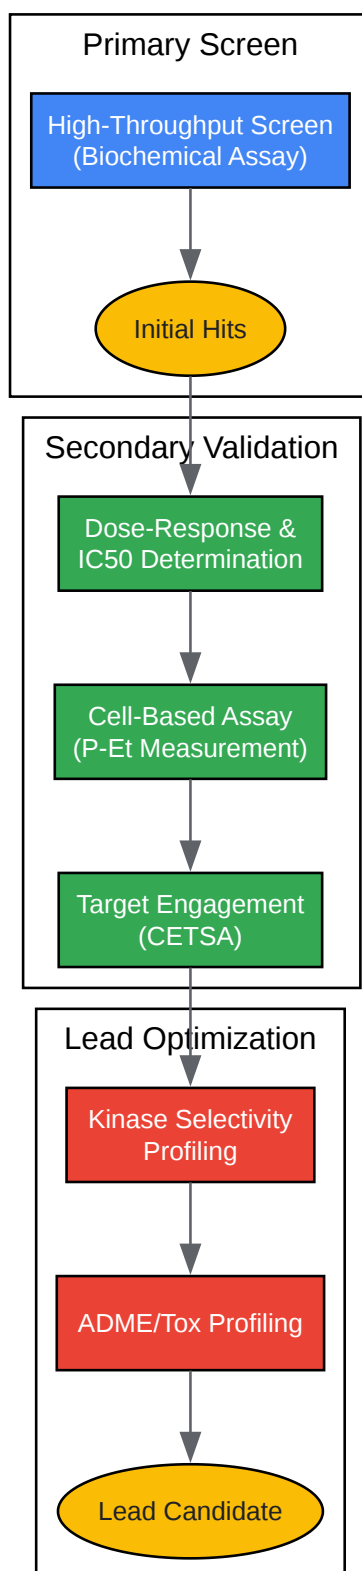 Primary Screen
High-Throughput Screen
(Biochemical Assay)
Initial Hits
Secondary Validation
Dose-Response &
IC50 Determination
Cell-Based Assay
(P-Et Measurement)
Target Engagement
(CETSA)
Lead Optimization
Kinase Selectivity
Profiling
ADME/Tox Profiling
Lead Candidate